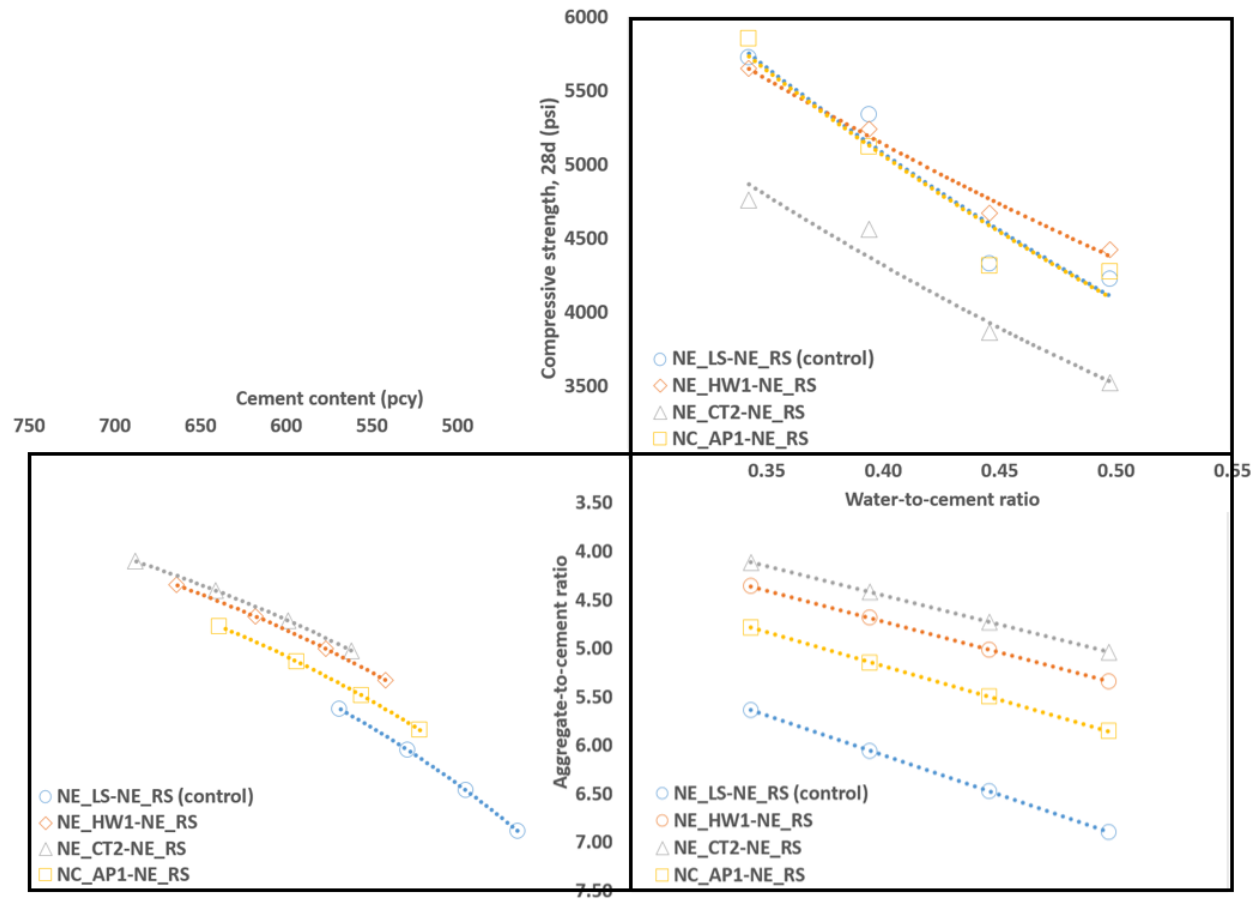 6000
5500
5000
4500
4000
3500
Compressive strength, 28d (psi)
NE_LS-NE_RS (control)
NE_HW1-NE_RS
NE_CT2-NE_RS
NC_AP1-NE_RS
Cement content (pcy)
750 700 650 600 550 500
0.35 0.40 0.45 0.50 0.55
Water-to-cement ratio
3.50
4.00
4.50
5.00
5.50
6.00
6.50
7.00
7.50
Aggregate-to-cement ratio
NE_LS-NE_RS (control)
NE_HW1-NE_RS
NE_CT2-NE_RS
NC_AP1-NE_RS
NE_LS-NE_RS (control)
NE_HW1-NE_RS
NE_CT2-NE_RS
NC_AP1-NE_RS